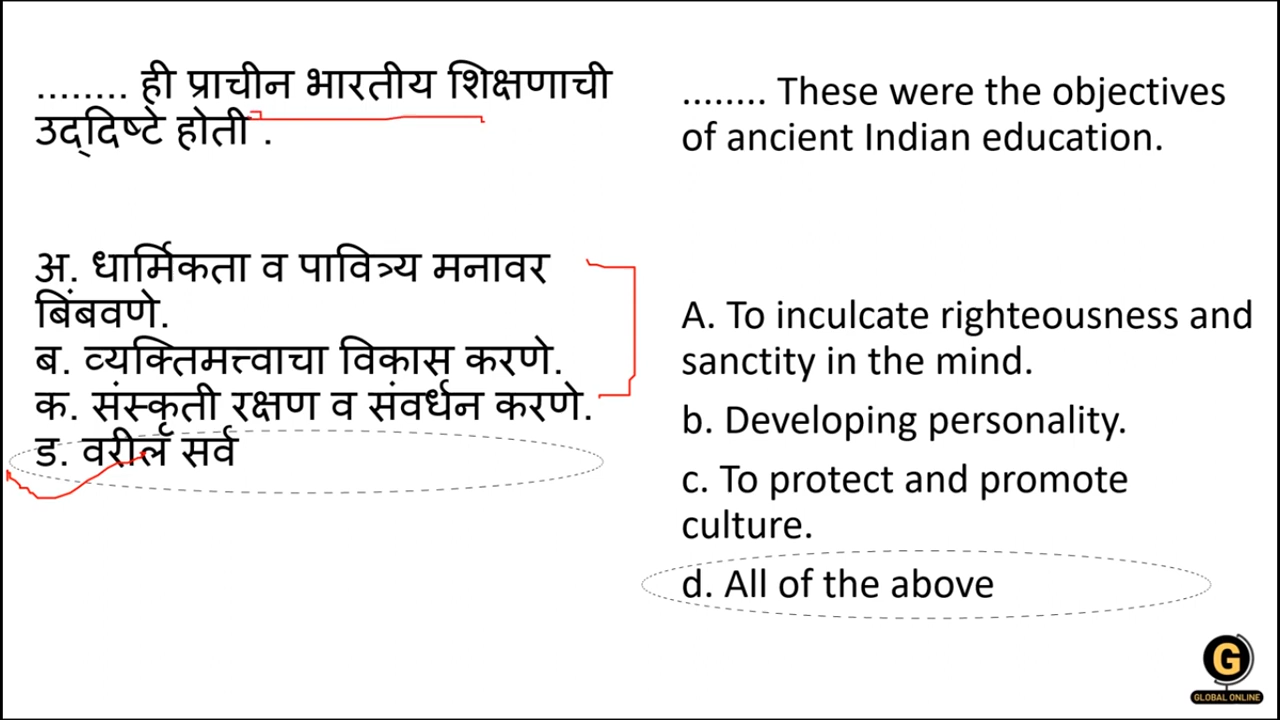 ........ ही प्राचीन भारतीय शिक्षणाची
उद्दिष्टे होती .
अ. धार्मिकता व पावित्र्य मनावर
बिंबवणे.
ब. व्यक्तिमत्त्वाचा विकास करणे.
क. संस्कृती रक्षण व संवर्धन करणे.
ड. वरील सर्व
........ These were the objectives
of ancient Indian education.
A. To inculcate righteousness and
sanctity in the mind.
b. Developing personality.
c. To protect and promote
culture.
d. All of the above
G
GLOBAL ONLINE